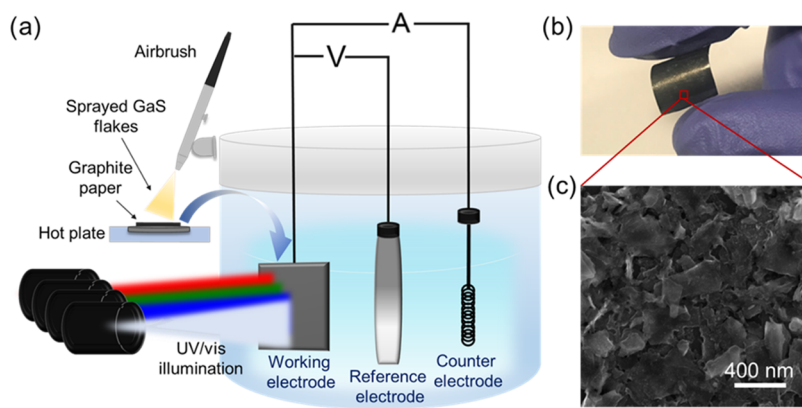 (a)
Airbrush
Sprayed GaS
flakes
Graphite
paper
Hot plate
A
V
UV/vis
illumination
Working
electrode
Reference
electrode
Counter
electrode
(b)
(c)
400 nm